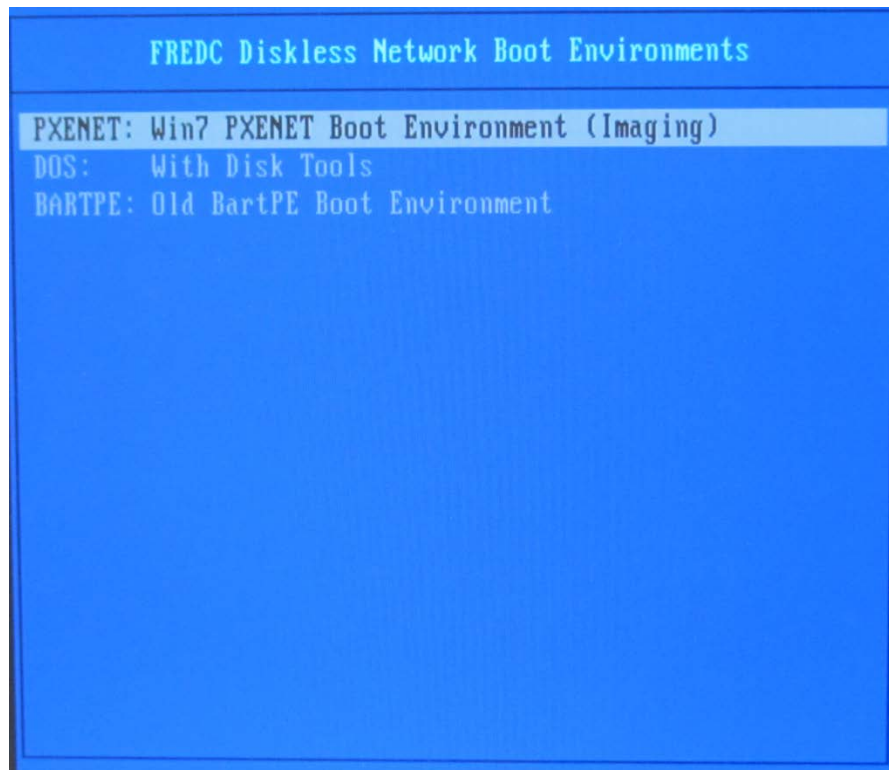 FREDC Diskless Network Boot Environments
PXENET: Win7 PXENET Boot Environment (Imaging)
DOS: With Disk Tools
BARTPE: Old BartPE Boot Environment